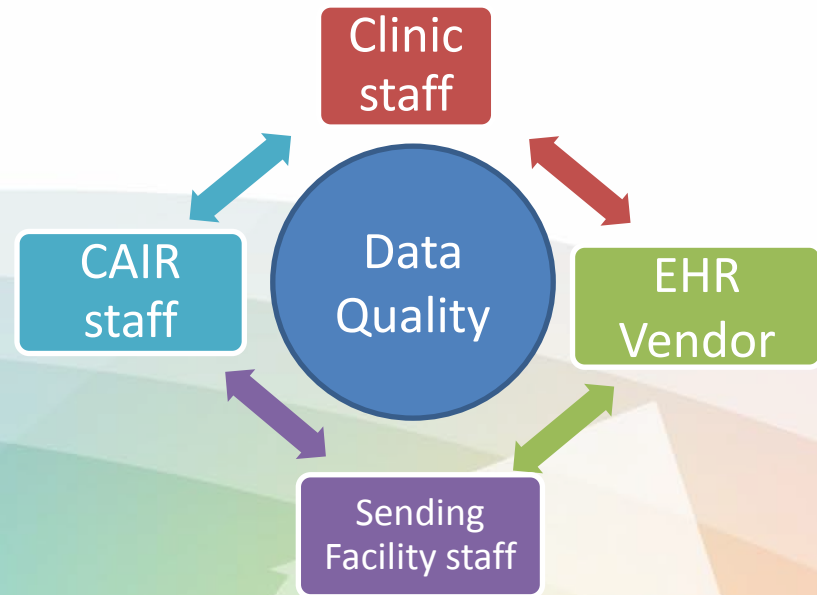 Clinic
staff
CAIR
staff
Data
Quality
EHR
Vendor
Sending
Facility staff